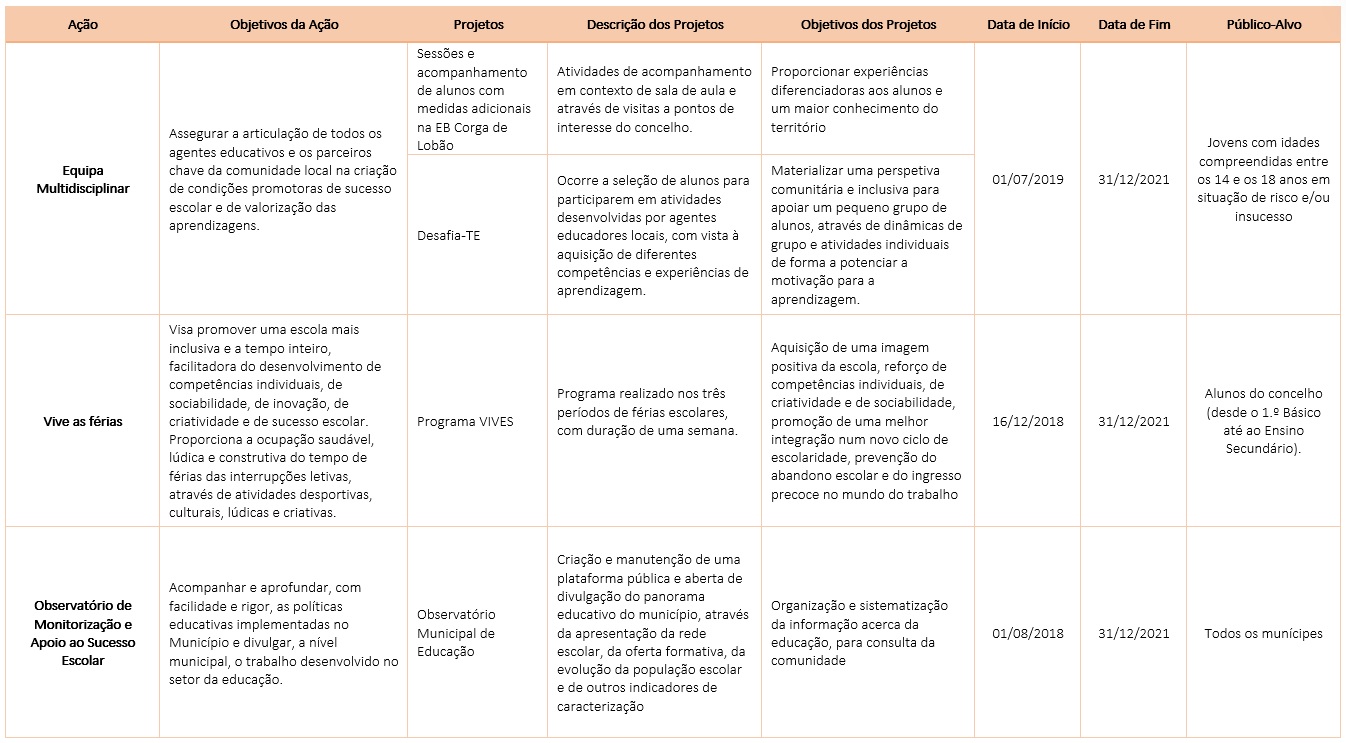 Ação
Objetivos da Ação
Projetos
Descrição dos Projetos
Objetivos dos Projetos
Data de Início
Data de Fim
Público-Alvo
Equipa
Multidisciplinar
Assegurar a articulação de todos os
agentes educativos e os parceiros
chave da comunidade local na criação
de condições promotoras de sucesso
escolar e de valorização das
aprendizagens.
Sessões e
acompanhamento
de alunos com
medidas adicionais
na EB Corga de
Lobão
Atividades de acompanhamento
em contexto de sala de aula e
através de visitas a pontos de
interesse do concelho.
Proporcionar experiências
diferenciadoras aos alunos e
um maior conhecimento do
território
Desafia-TE
Ocorre a seleção de alunos para
participarem em atividades
desenvolvidas por agentes
educadores locais, com vista à
aquisição de diferentes
competências e experiências de
aprendizagem.
Materializar uma perspetiva
comunitária e inclusiva para
apoiar um pequeno grupo de
alunos, através de dinâmicas de
grupo e atividades individuais
de forma a potenciar a
motivação para a
aprendizagem.
01/07/2019
31/12/2021
Jovens com idades
compreendidas entre
os 14 e os 18 anos em
situação de risco e/ou
insucesso
Vive as férias
Visa promover uma escola mais
inclusiva e a tempo inteiro,
facilitadora do desenvolvimento de
competências individuais, de
sociabilidade, de inovação, de
criatividade e de sucesso escolar.
Proporciona a ocupação saudável,
lúdica e construtiva do tempo de
férias das interrupções letivas,
através de atividades desportivas,
culturais, lúdicas e criativas.
Programa VIVES
Programa realizado nos três
períodos de férias escolares,
com duração de uma semana.
Aquisição de uma imagem
positiva da escola, reforço de
competências individuais, de
criatividade e de sociabilidade,
promoção de uma melhor
integração num novo ciclo de
escolaridade, prevenção do
abandono escolar e do ingresso
precoce no mundo do trabalho
16/12/2018
31/12/2021
Alunos do concelho
(desde o 1.º Básico
até ao Ensino
Secundário).
Observatório de
Monitorização e
Apoio ao Sucesso
Escolar
Acompanhar e aprofundar, com
facilidade e rigor, as políticas
educativas implementadas no
Município e divulgar, a nível
municipal, o trabalho desenvolvido no
setor da educação.
Observatório
Municipal de
Educação
Criação e manutenção de uma
plataforma pública e aberta de
divulgação do panorama
educativo do município, através
da apresentação da rede
escolar, da oferta formativa, da
evolução da população escolar
e de outros indicadores de
caracterização
Organização e sistematização
da informação acerca da
educação, para consulta da
comunidade
01/08/2018
31/12/2021
Todos os munícipes